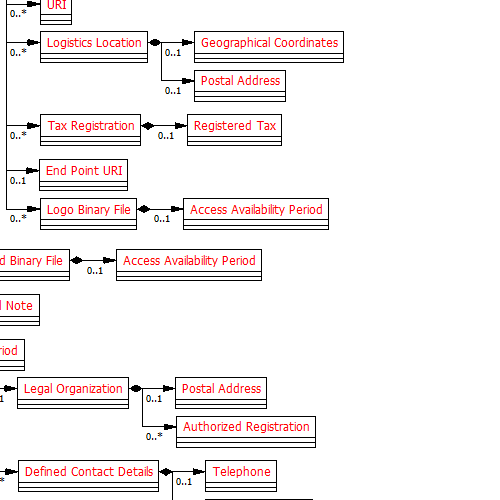 URI
0..*
Logistics Location
Geographical Coordinates
0..*
0..1
Postal Address
0..1
Tax Registration
Registered Tax
0..*
0..1
End Point URI
0..1
Logo Binary File
Access Availability Period
0..*
0..1
d Binary File
Access Availability Period
0..1
Note
riod
Legal Organization
Postal Address
1
0..1
Authorized Registration
0..*
Defined Contact Details
Telephone
*
0..1